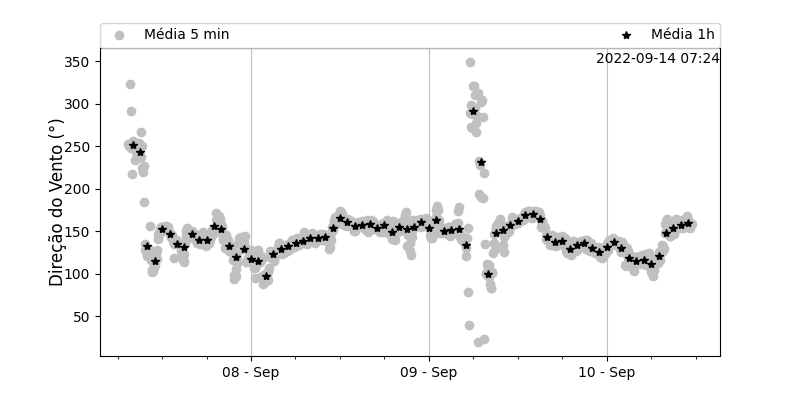 Média 5 min
Média 1h
2022-09-14 07:24
Direção do Vento (°)
350
300
250
200
150
100
50
08 - Sep
09 - Sep
10 - Sep